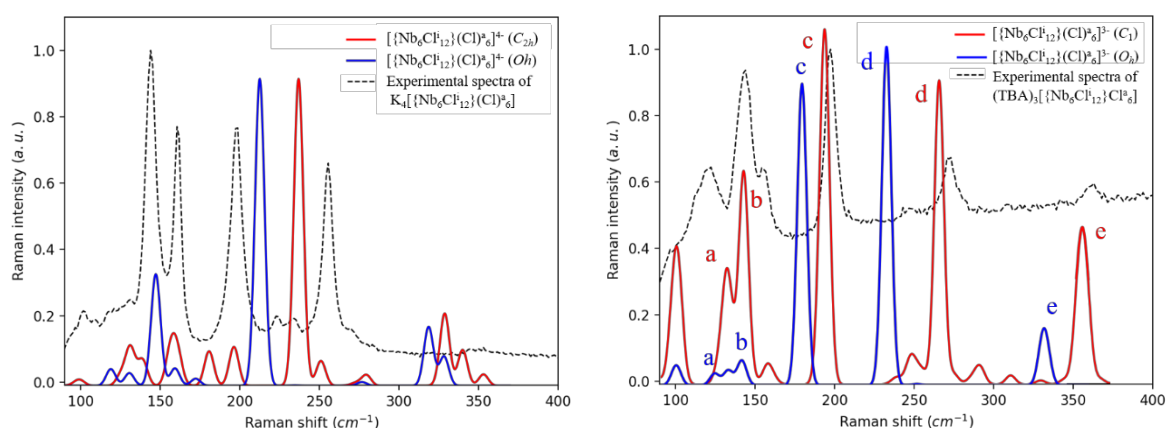 [{Nb₆Clⁱ₁₂}(Cl)ᵃ₆]⁴⁻ (C₂ₕ)
[{Nb₆Clⁱ₁₂}(Cl)ᵃ₆]⁴⁻ (Oh)
Experimental spectra of
K₄[{Nb₆Clⁱ₁₂}(Cl)ᵃ₆]
1.0
0.8
0.6
0.4
0.2
0.0
Raman intensity (a.u.)
100 150 200 250 300 350 400
Raman shift (cm⁻¹)
[{Nb₆Clⁱ₁₂}(Cl)ᵃ₆]³⁻ (C₁)
[{Nb₆Clⁱ₁₂}(Cl)ᵃ₆]³⁻ (Oₕ)
Experimental spectra of
(TBA)₃[{Nb₆Clⁱ₁₂}Clᵃ₆]
c
d
c
d
b
a
e
e
a
b
1.0
0.8
0.6
0.4
0.2
0.0
Raman intensity (a.u.)
100 150 200 250 300 350 400
Raman shift (cm⁻¹)